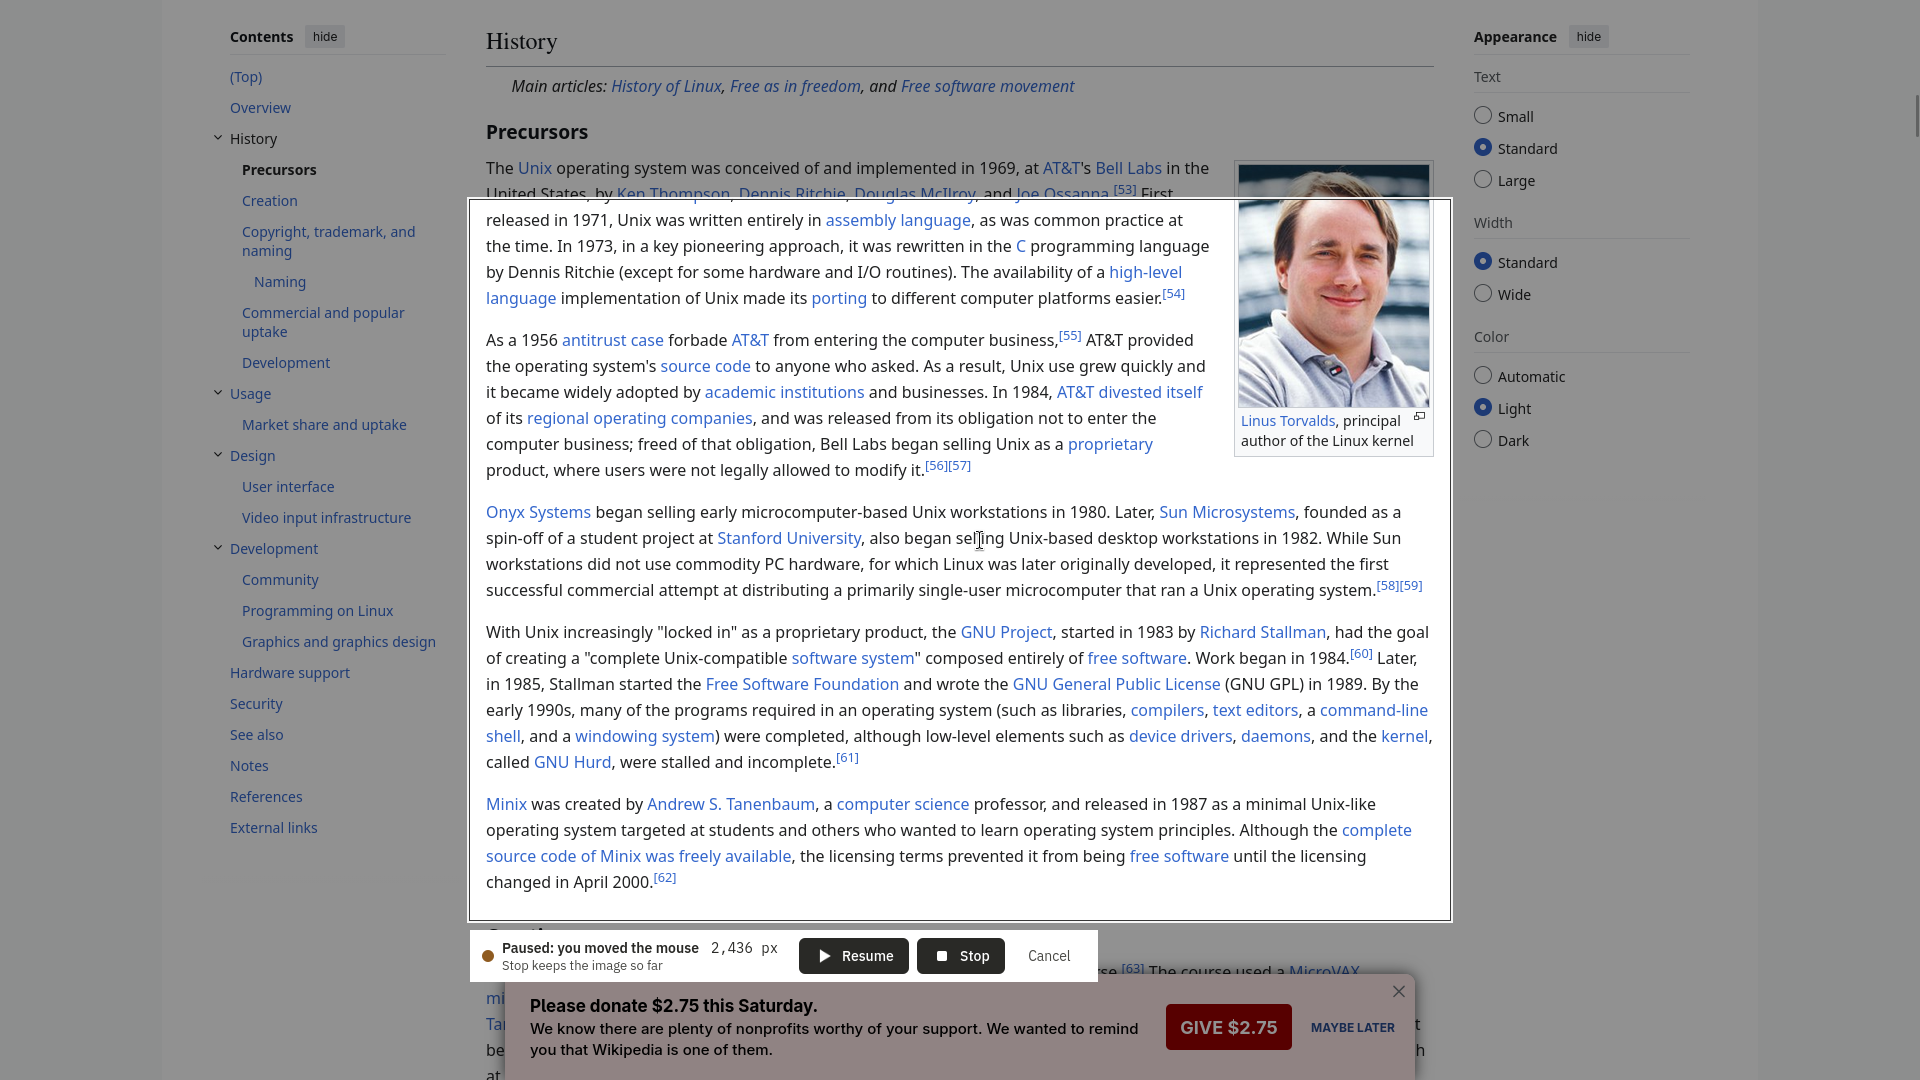 Contents hide
(Top)
Overview
History
Precursors
Creation
Copyright, trademark, and
naming
Naming
Commercial and popular
uptake
Development
Usage
Market share and uptake
Design
User interface
Video input infrastructure
Development
Community
Programming on Linux
Graphics and graphics design
Hardware support
Security
See also
Notes
References
External links
History
Main articles: History of Linux, Free as in freedom, and Free software movement
Precursors
The Unix operating system was conceived of and implemented in 1969, at AT&T's Bell Labs in the
United States, by Ken Thompson, Dennis Ritchie, Douglas McIlroy, and Joe Ossanna.[53] First
released in 1971, Unix was written entirely in assembly language, as was common practice at
the time. In 1973, in a key pioneering approach, it was rewritten in the C programming language
by Dennis Ritchie (except for some hardware and I/O routines). The availability of a high-level
language implementation of Unix made its porting to different computer platforms easier.[54]
As a 1956 antitrust case forbade AT&T from entering the computer business,[55] AT&T provided
the operating system's source code to anyone who asked. As a result, Unix use grew quickly and
it became widely adopted by academic institutions and businesses. In 1984, AT&T divested itself
of its regional operating companies, and was released from its obligation not to enter the
computer business; freed of that obligation, Bell Labs began selling Unix as a proprietary
product, where users were not legally allowed to modify it.[56][57]
Linus Torvalds, principal
author of the Linux kernel
Onyx Systems began selling early microcomputer-based Unix workstations in 1980. Later, Sun Microsystems, founded as a
spin-off of a student project at Stanford University, also began selling Unix-based desktop workstations in 1982. While Sun
workstations did not use commodity PC hardware, for which Linux was later originally developed, it represented the first
successful commercial attempt at distributing a primarily single-user microcomputer that ran a Unix operating system.[58][59]
With Unix increasingly "locked in" as a proprietary product, the GNU Project, started in 1983 by Richard Stallman, had the goal
of creating a "complete Unix-compatible software system" composed entirely of free software. Work began in 1984.[60] Later,
in 1985, Stallman started the Free Software Foundation and wrote the GNU General Public License (GNU GPL) in 1989. By the
early 1990s, many of the programs required in an operating system (such as libraries, compilers, text editors, a command-line
shell, and a windowing system) were completed, although low-level elements such as device drivers, daemons, and the kernel,
called GNU Hurd, were stalled and incomplete.[61]
Minix was created by Andrew S. Tanenbaum, a computer science professor, and released in 1987 as a minimal Unix-like
operating system targeted at students and others who wanted to learn operating system principles. Although the complete
source code of Minix was freely available, the licensing terms prevented it from being free software until the licensing
changed in April 2000.[62]
Paused: you moved the mouse 2,436 px Resume Stop Cancel
Stop keeps the image so far
[63] The course used a MicroVAX
Please donate $2.75 this Saturday.
We know there are plenty of nonprofits worthy of your support. We wanted to remind
you that Wikipedia is one of them.
GIVE $2.75 MAYBE LATER
be
at
Appearance hide
Text
Small
Standard
Large
Width
Standard
Wide
Color
Automatic
Light
Dark